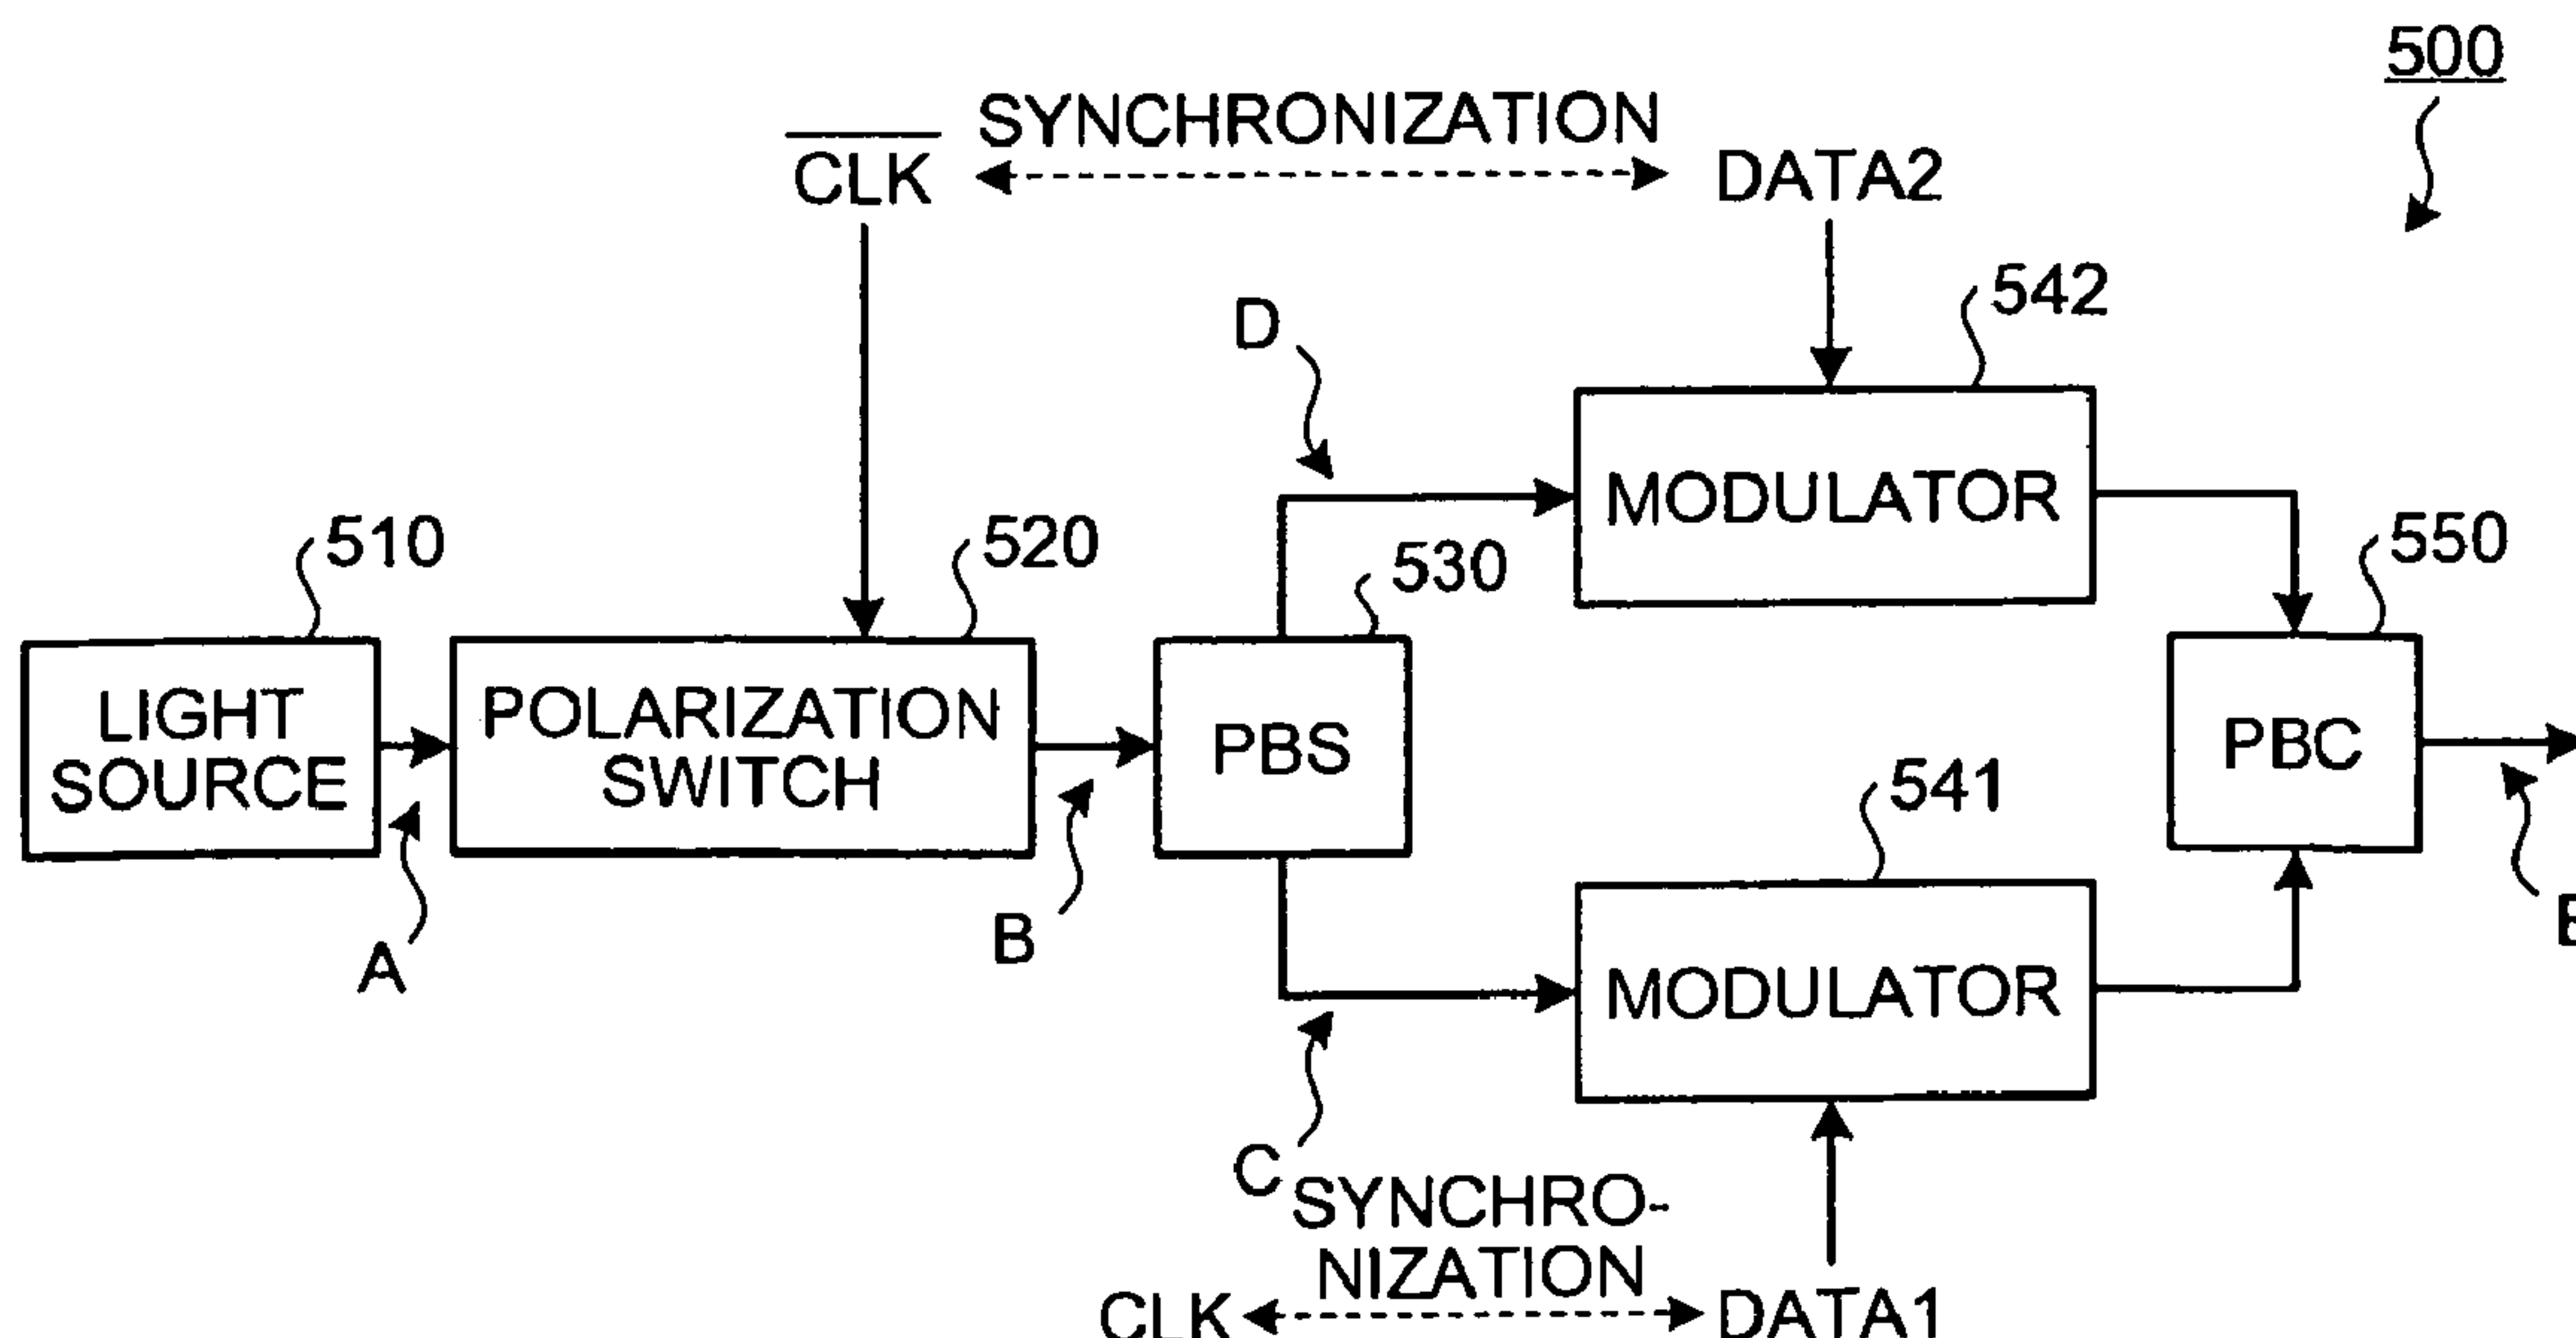 500
SYNCHRONIZATION
C̅L̅K̅
DATA2
542
D
510
520
530
550
MODULATOR
LIGHT
SOURCE
POLARIZATION
SWITCH
PBS
PBC
541
A
B
MODULATOR
C
SYNCHRO-
NIZATION
CLK
DATA1